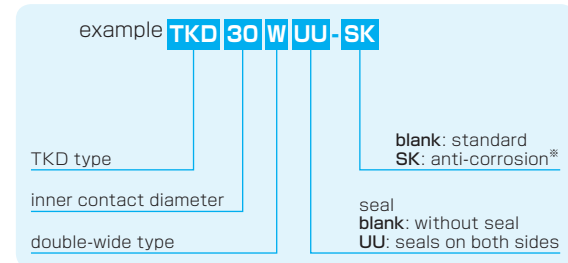 example TKD 30 W UU - SK
blank: standard
TKD type
SK: anti-corrosion※
inner contact diameter
seal
blank: without seal
double-wide type
UU: seals on both sides